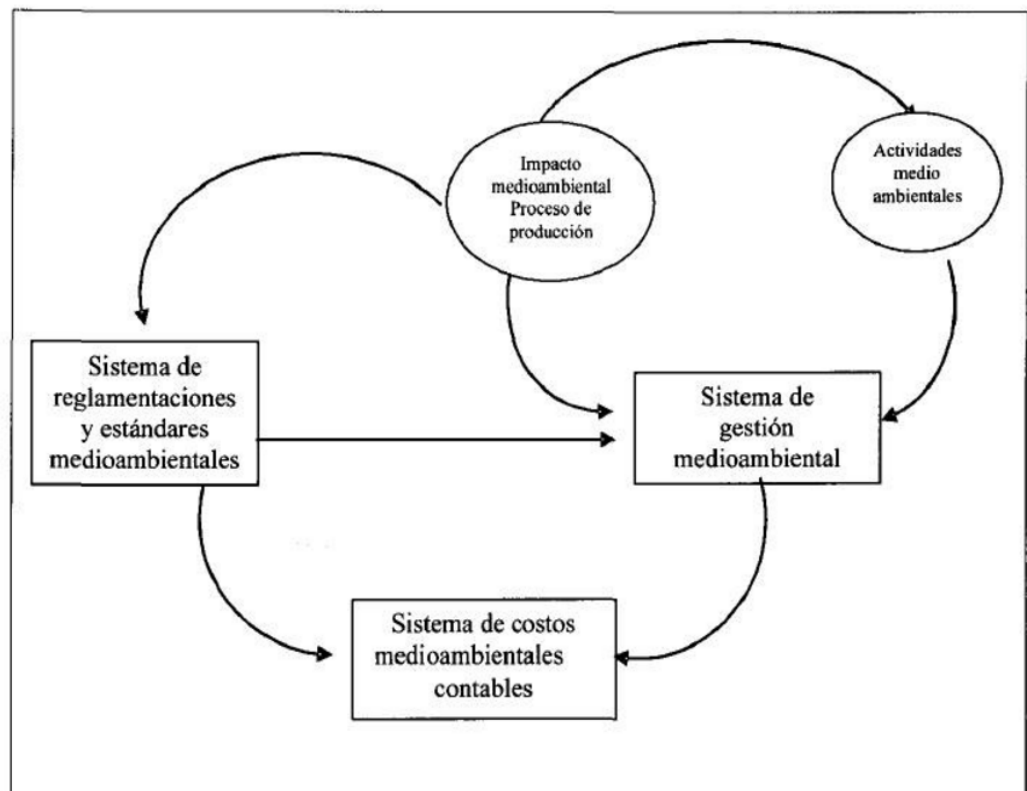 Impacto
medioambiental
Proceso de
producción
Actividades
medio
ambientales
Sistema de
reglamentaciones
y estándares
medioambientales
Sistema de
gestión
medioambiental
Sistema de costos
medioambientales
contables